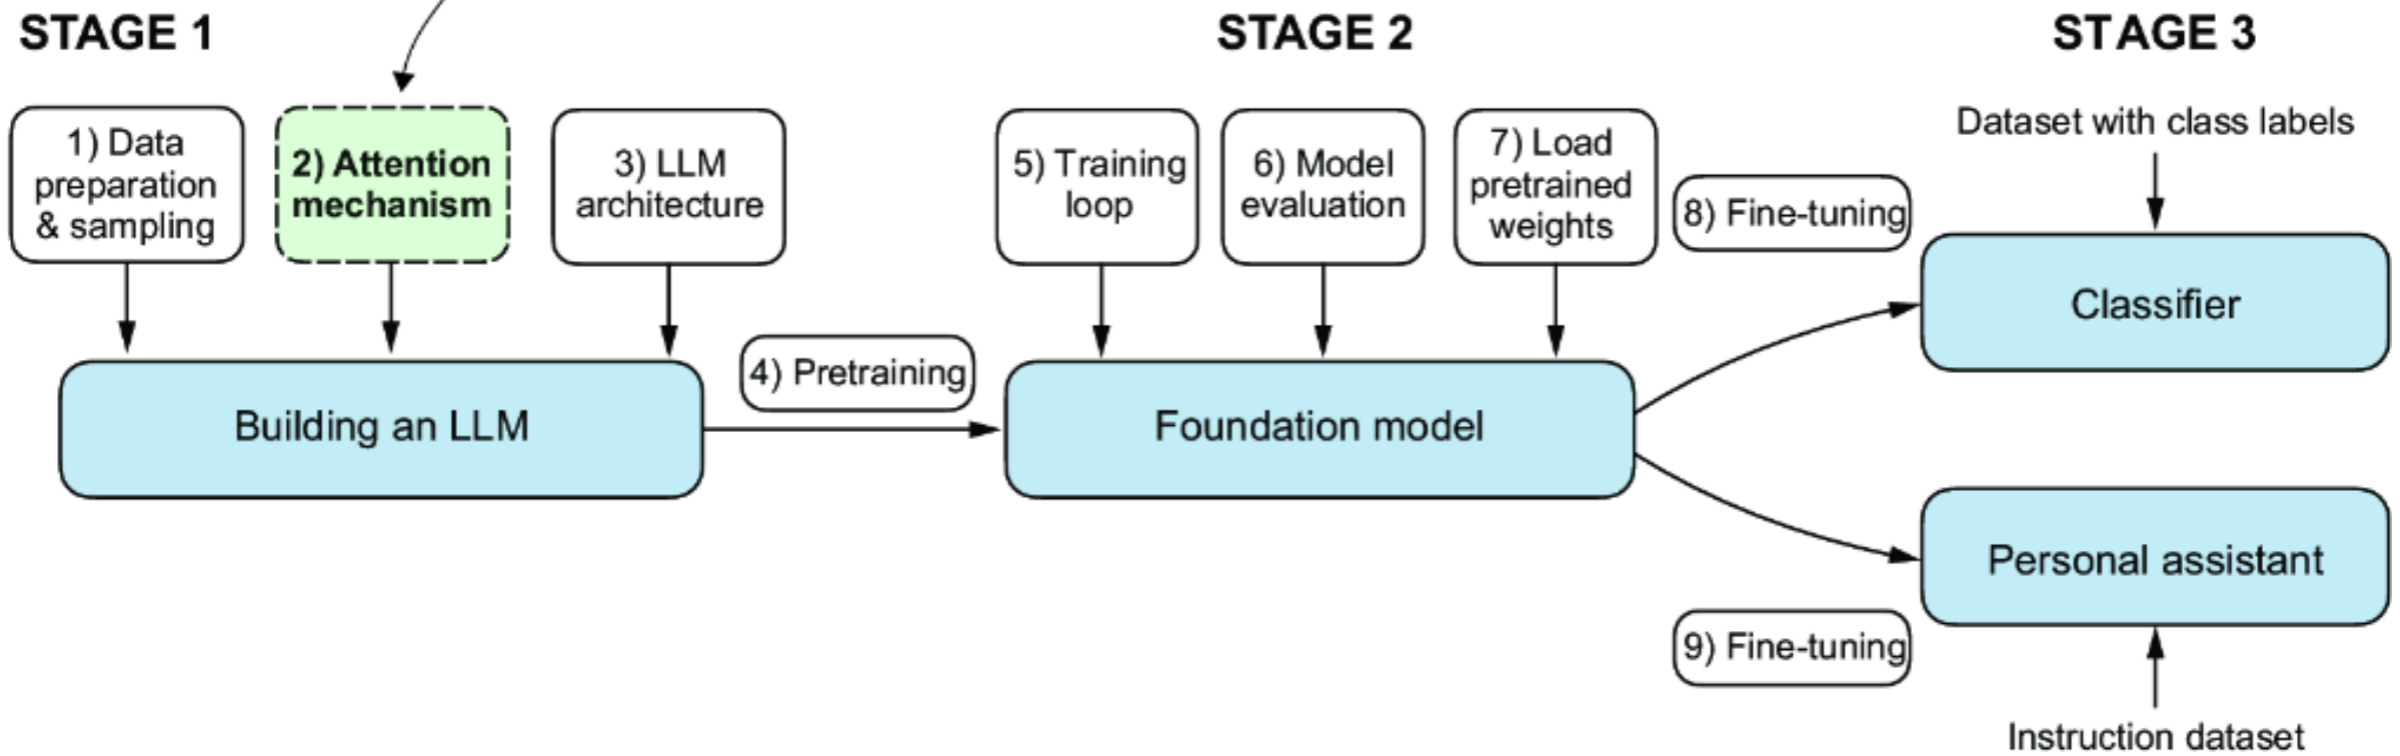 STAGE 1
STAGE 2
STAGE 3
1) Data
preparation
& sampling
2) Attention
mechanism
3) LLM
architecture
5) Training
loop
6) Model
evaluation
7) Load
pretrained
weights
8) Fine-tuning
Dataset with class labels
Classifier
4) Pretraining
Building an LLM
Foundation model
Personal assistant
9) Fine-tuning
Instruction dataset